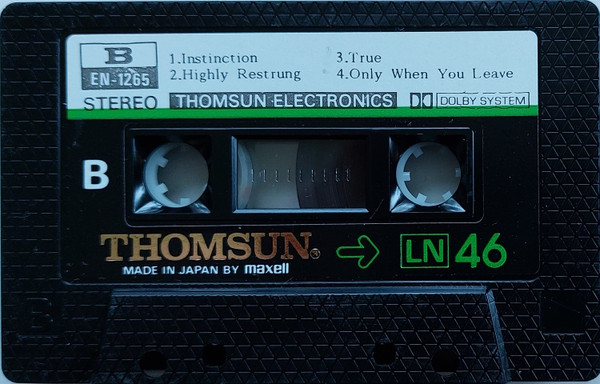 B
EN-1265
STEREO
1.Instinction
2.Highly Restrung
3.True
4.Only When You Leave
THOMSUN ELECTRONICS
DOLBY SYSTEM
B
THOMSUN®
MADE IN JAPAN BY maxell
LN 46
B